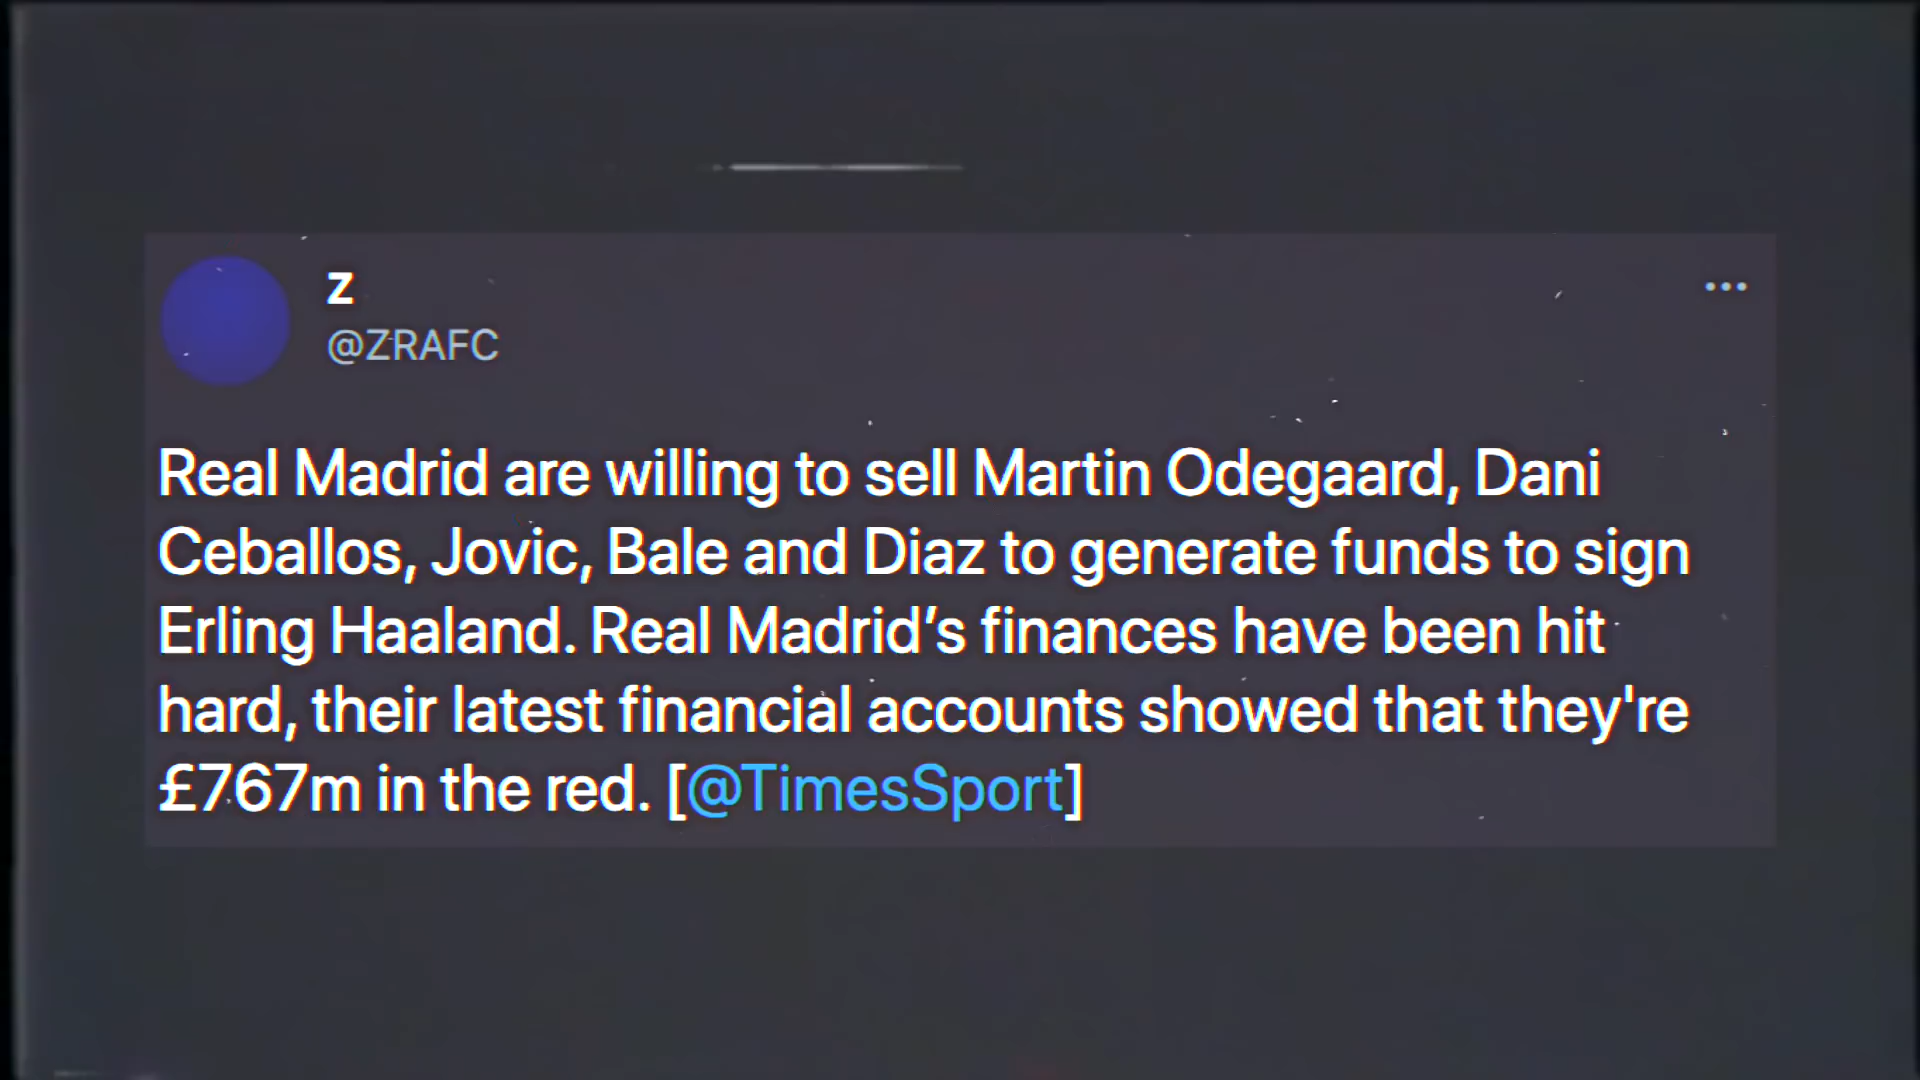 Z
@ZRAFC
Real Madrid are willing to sell Martin Odegaard, Dani
Ceballos, Jovic, Bale and Diaz to generate funds to sign
Erling Haaland. Real Madrid’s finances have been hit
hard, their latest financial accounts showed that they're
£767m in the red. [@TimesSport]